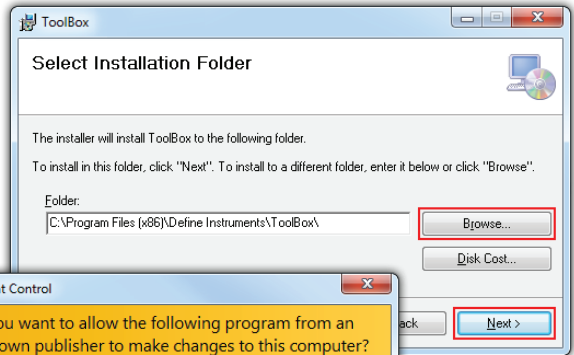 ToolBox
Select Installation Folder
The installer will install ToolBox to the following folder.
To install in this folder, click "Next". To install to a different folder, enter it below or click "Browse".
Folder:
C:\Program Files (x86)\Define Instruments\ToolBox\
Browse...
Disk Cost...
Control
want to allow the following program from an
publisher to make changes to this computer?
Next >